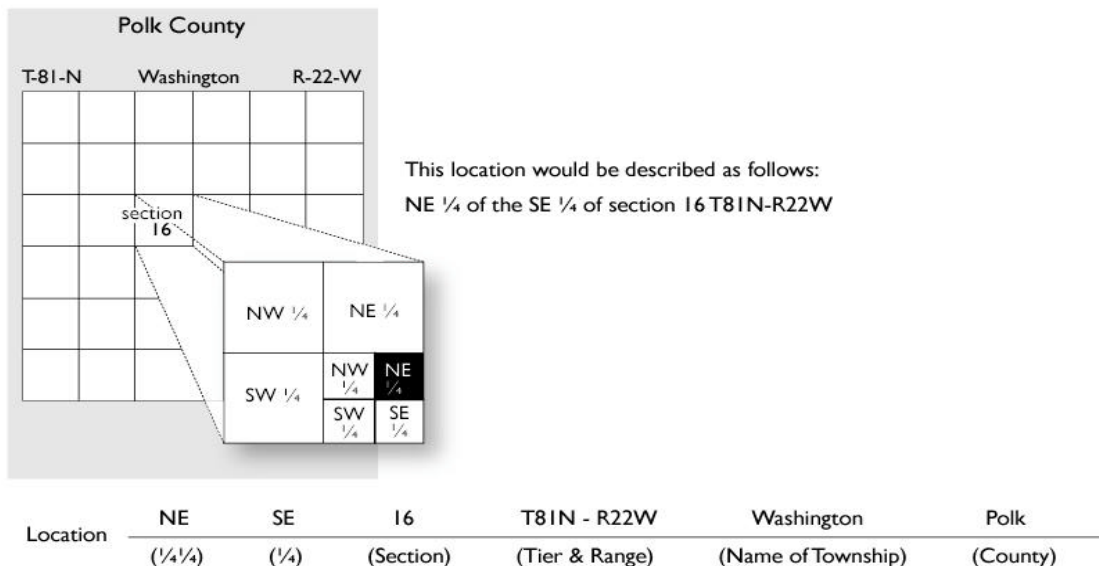 Polk County
T-81-N Washington R-22-W
This location would be described as follows:
NE ¼ of the SE ¼ of section 16 T81N-R22W
section
16
NW ¼ NE ¼
SW ¼
NW
¼
NE
¼
SW
¼
SE
¼
Location
NE SE 16 T81N - R22W Washington Polk
(¼¼) (¼) (Section) (Tier & Range) (Name of Township) (County)